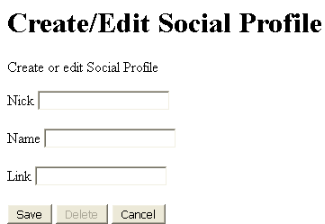 Create/Edit Social Profile
Create or edit Social Profile
Nick
Name
Link
Save Delete Cancel